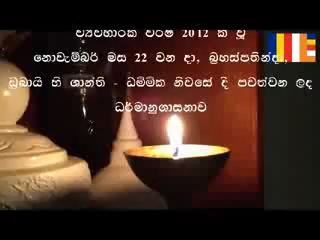 ව්‍යවහාරික වර්ෂ 2012 ක් වූ
නොවැම්බර් මස 22 වන දා, බ්‍රහස්පතින්දා,
ඩුබායි හි ශාන්ති - ධම්මික නිවසේ දී පවත්වන ලද
ධර්මානුශාසනාව